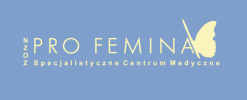 NZOZ
PRO FEMINA
Specjalistyczne Centrum Medyczne